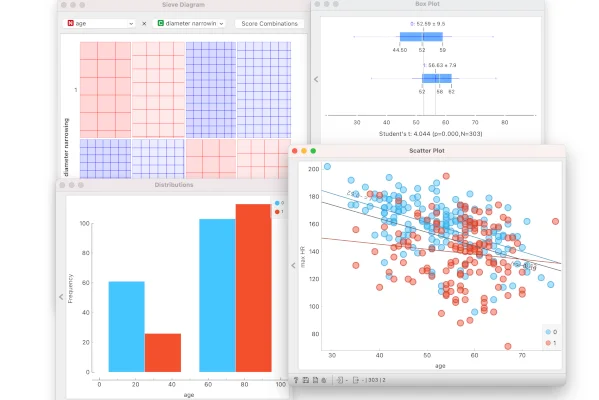 Sieve Diagram
N age
C diameter narrowin
Score Combinations
1
diameter narrowing
Box Plot
0: 52.59 ± 9.5
44.50 52 59
1: 56.63 ± 7.9
52 58 62
30 40 50 60 70 80
Student's t: 4.044 (p=0.000,N=303)
Distributions
0
1
100
80
60
40
20
0
Frequency
0 20 40 60 80 100
age
Scatter Plot
200
180
160
140
120
100
80
max HR
30 40 50 60 70
age
0
1
303 | 2